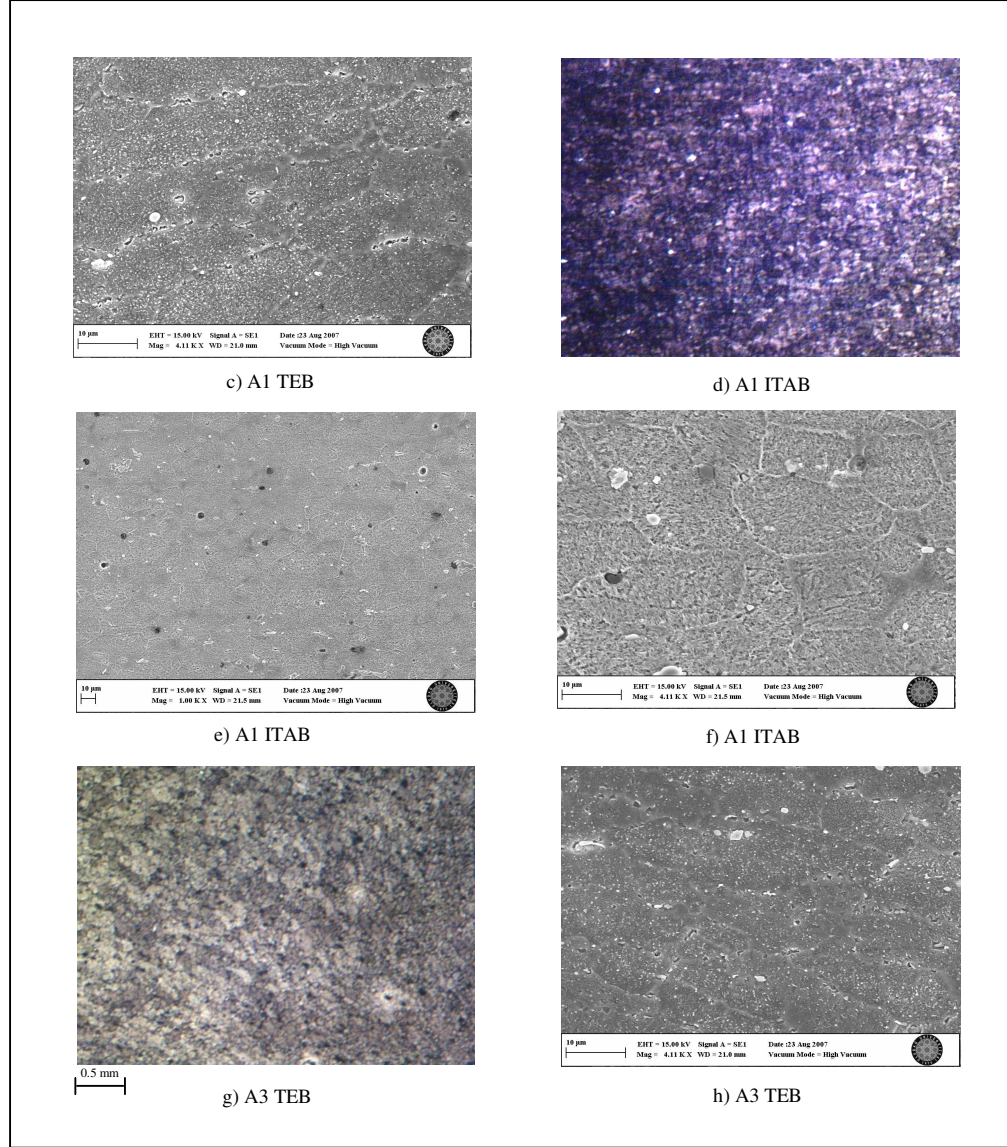 10 µm
EHT = 15.00 kV Signal A = SE1 Date :23 Aug 2007
Mag = 4.11 K X WD = 21.0 mm Vacuum Mode = High Vacuum
c) A1 TEB
d) A1 ITAB
10 µm
EHT = 15.00 kV Signal A = SE1 Date :23 Aug 2007
Mag = 1.00 K X WD = 21.5 mm Vacuum Mode = High Vacuum
e) A1 ITAB
10 µm
EHT = 15.00 kV Signal A = SE1 Date :23 Aug 2007
Mag = 4.11 K X WD = 21.5 mm Vacuum Mode = High Vacuum
f) A1 ITAB
0.5 mm
g) A3 TEB
10 µm
EHT = 15.00 kV Signal A = SE1 Date :23 Aug 2007
Mag = 4.11 K X WD = 21.0 mm Vacuum Mode = High Vacuum
h) A3 TEB